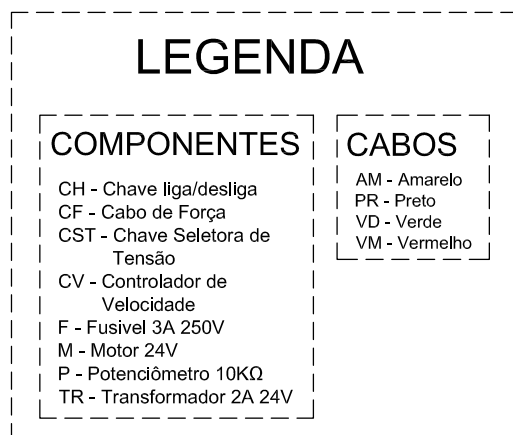 LEGENDA
COMPONENTES
CH - Chave liga/desliga
CF - Cabo de Força
CST - Chave Seletora de
Tensão
CV - Controlador de
Velocidade
F - Fusivel 3A 250V
M - Motor 24V
P - Potenciômetro 10KΩ
TR - Transformador 2A 24V
CABOS
AM - Amarelo
PR - Preto
VD - Verde
VM - Vermelho